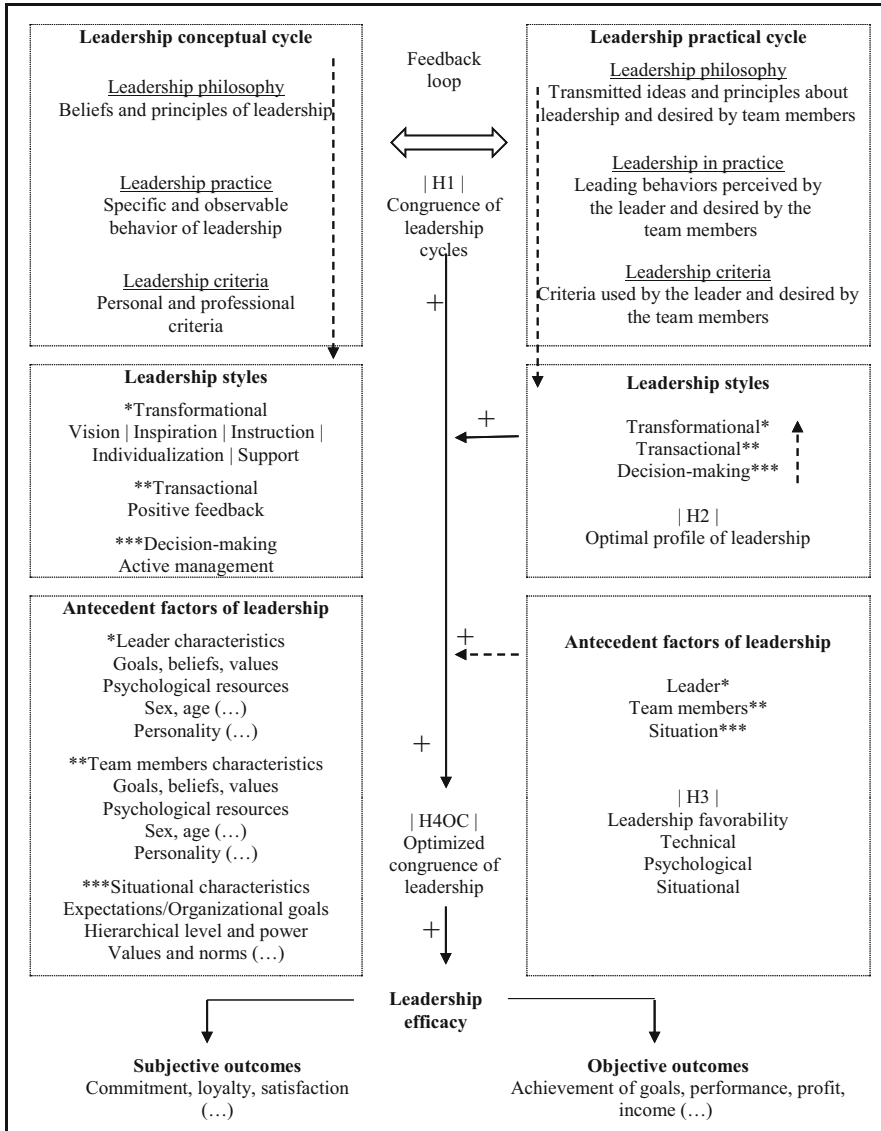 Leadership conceptual cycle
Leadership philosophy
Beliefs and principles of leadership
Leadership practice
Specific and observable
behavior of leadership
Leadership criteria
Personal and professional
criteria
Feedback
loop
| H1 |
Congruence of
leadership
cycles
+
Leadership practical cycle
Leadership philosophy
Transmitted ideas and principles about
leadership and desired by team members
Leadership in practice
Leading behaviors perceived by
the leader and desired by the
team members
Leadership criteria
Criteria used by the leader and desired by
the team members
Leadership styles
*Transformational
Vision | Inspiration | Instruction |
Individualization | Support
**Transactional
Positive feedback
***Decision-making
Active management
+
Leadership styles
Transformational*
Transactional**
Decision-making***
| H2 |
Optimal profile of leadership
Antecedent factors of leadership
*Leader characteristics
Goals, beliefs, values
Psychological resources
Sex, age (…)
Personality (…)
**Team members characteristics
Goals, beliefs, values
Psychological resources
Sex, age (…)
Personality (…)
***Situational characteristics
Expectations/Organizational goals
Hierarchical level and power
Values and norms (…)
+
+
| H4OC |
Optimized
congruence of
leadership
+
Antecedent factors of leadership
Leader*
Team members**
Situation***
| H3 |
Leadership favorability
Technical
Psychological
Situational
Leadership
efficacy
Subjective outcomes
Commitment, loyalty, satisfaction
(…)
Objective outcomes
Achievement of goals, performance, profit,
income (…)